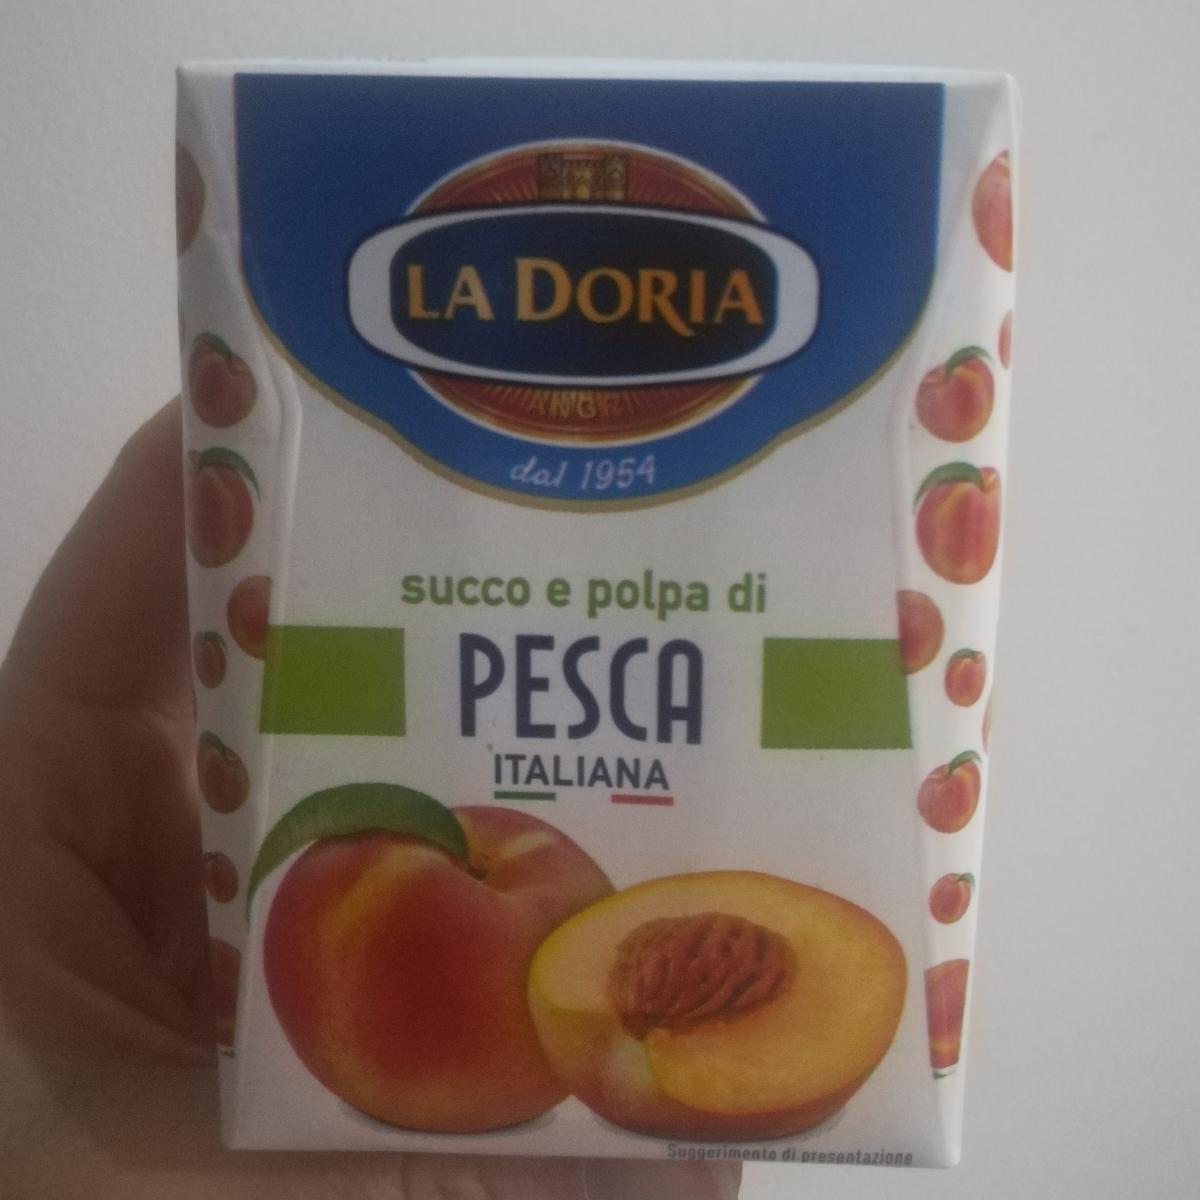 LA DORIA
ANGRI
dal 1954
succo e polpa di
PESCA
ITALIANA
Suggerimento di presentazione